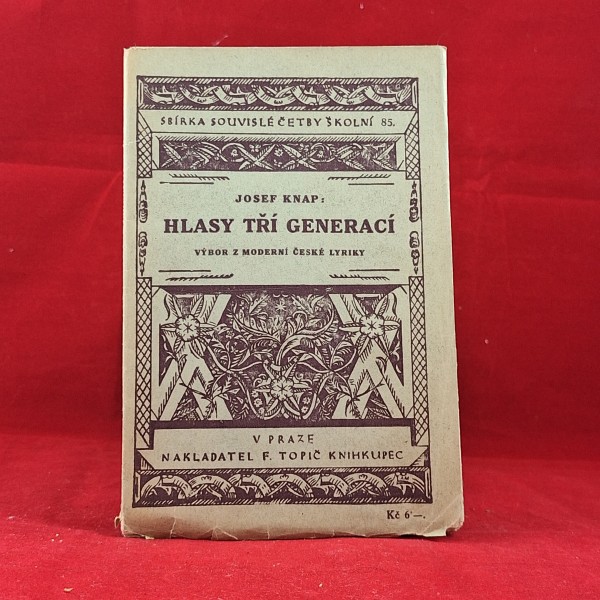 SBÍRKA SOUVISLÉ ČETBY ŠKOLNÍ 85.
JOSEF KNAP:
HLASY TŘÍ GENERACÍ
VÝBOR Z MODERNÍ ČESKÉ LYRIKY
V PRAZE
NAKLADATEL F. TOPIČ KNIHKUPEC
Kč 6·—.